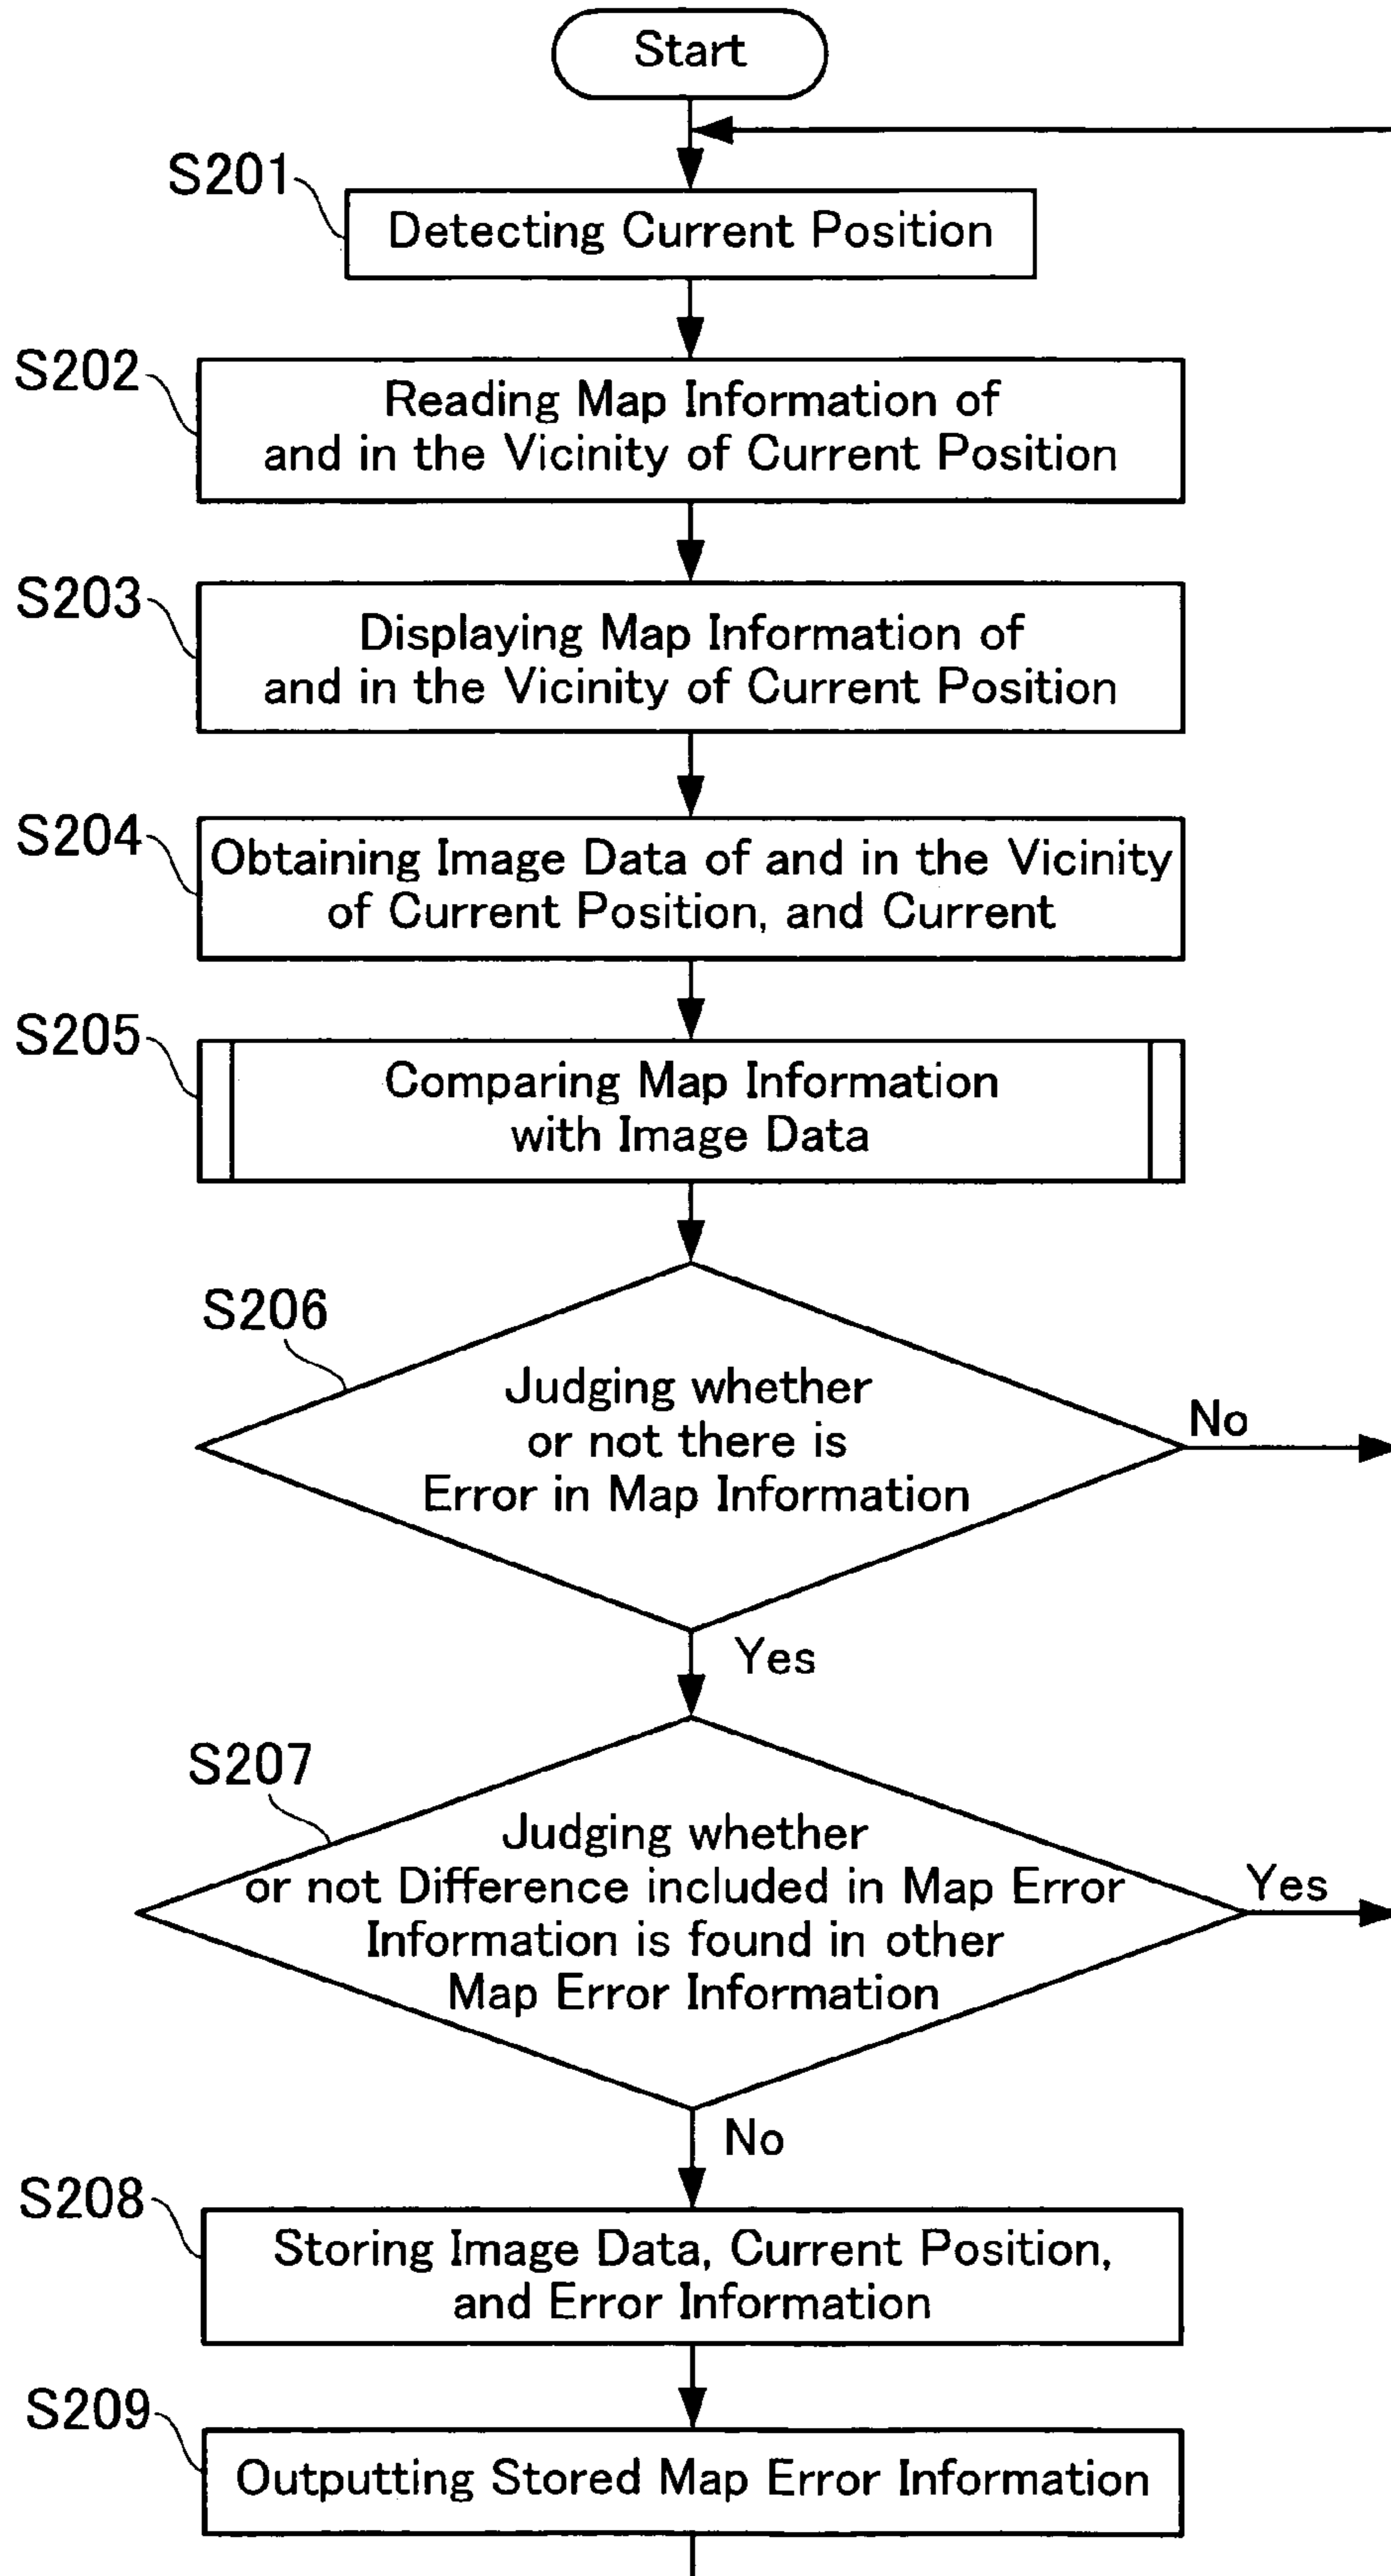 Start
S201
Detecting Current Position
S202
Reading Map Information of
and in the Vicinity of Current Position
S203
Displaying Map Information of
and in the Vicinity of Current Position
S204
Obtaining Image Data of and in the Vicinity
of Current Position, and Current
S205
Comparing Map Information
with Image Data
S206
Judging whether
or not there is
Error in Map Information
No
Yes
S207
Judging whether
or not Difference included in Map Error
Information is found in other
Map Error Information
Yes
No
S208
Storing Image Data, Current Position,
and Error Information
S209
Outputting Stored Map Error Information